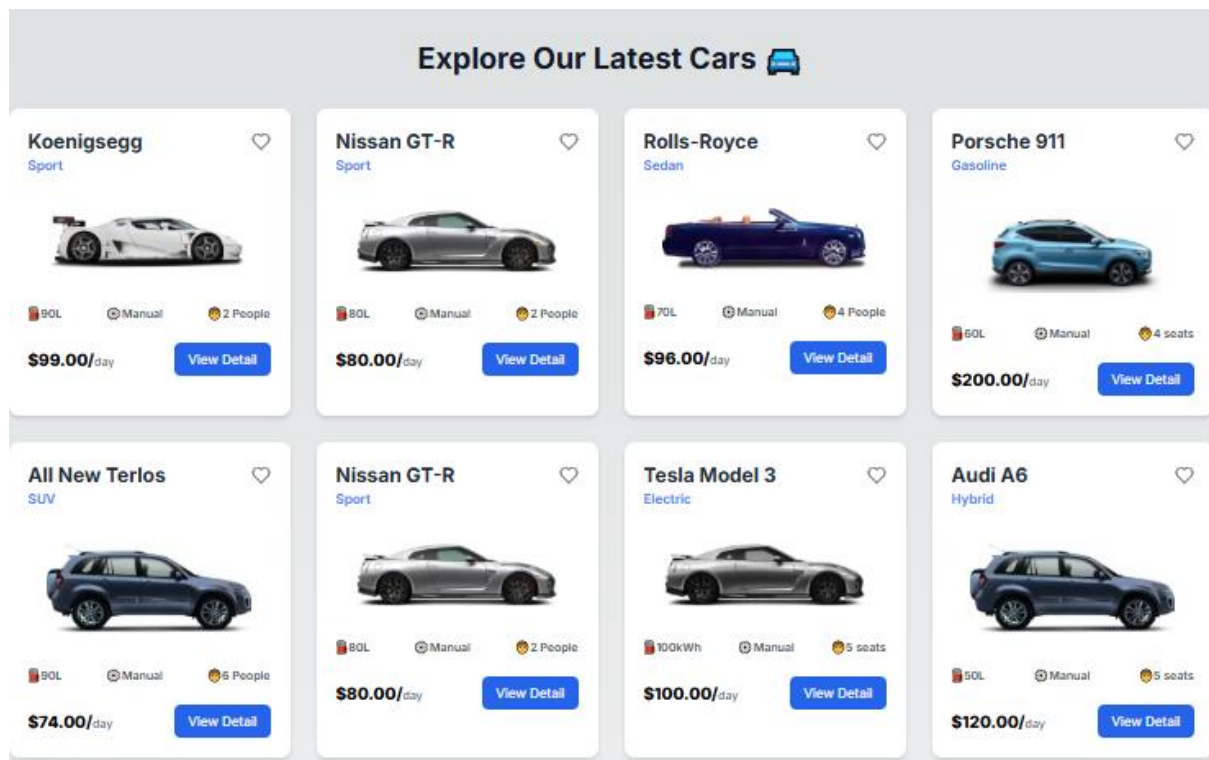 Explore Our Latest Cars
Koenigsegg
Sport
90L Manual 2 People
$99.00/day
View Detail
Nissan GT-R
Sport
80L Manual 2 People
$80.00/day
View Detail
Rolls-Royce
Sedan
70L Manual 4 People
$96.00/day
View Detail
Porsche 911
Gasoline
60L Manual 4 seats
$200.00/day
View Detail
All New Terlos
SUV
90L Manual 6 People
$74.00/day
View Detail
Nissan GT-R
Sport
80L Manual 2 People
$80.00/day
View Detail
Tesla Model 3
Electric
100kWh Manual 5 seats
$100.00/day
View Detail
Audi A6
Hybrid
50L Manual 5 seats
$120.00/day
View Detail